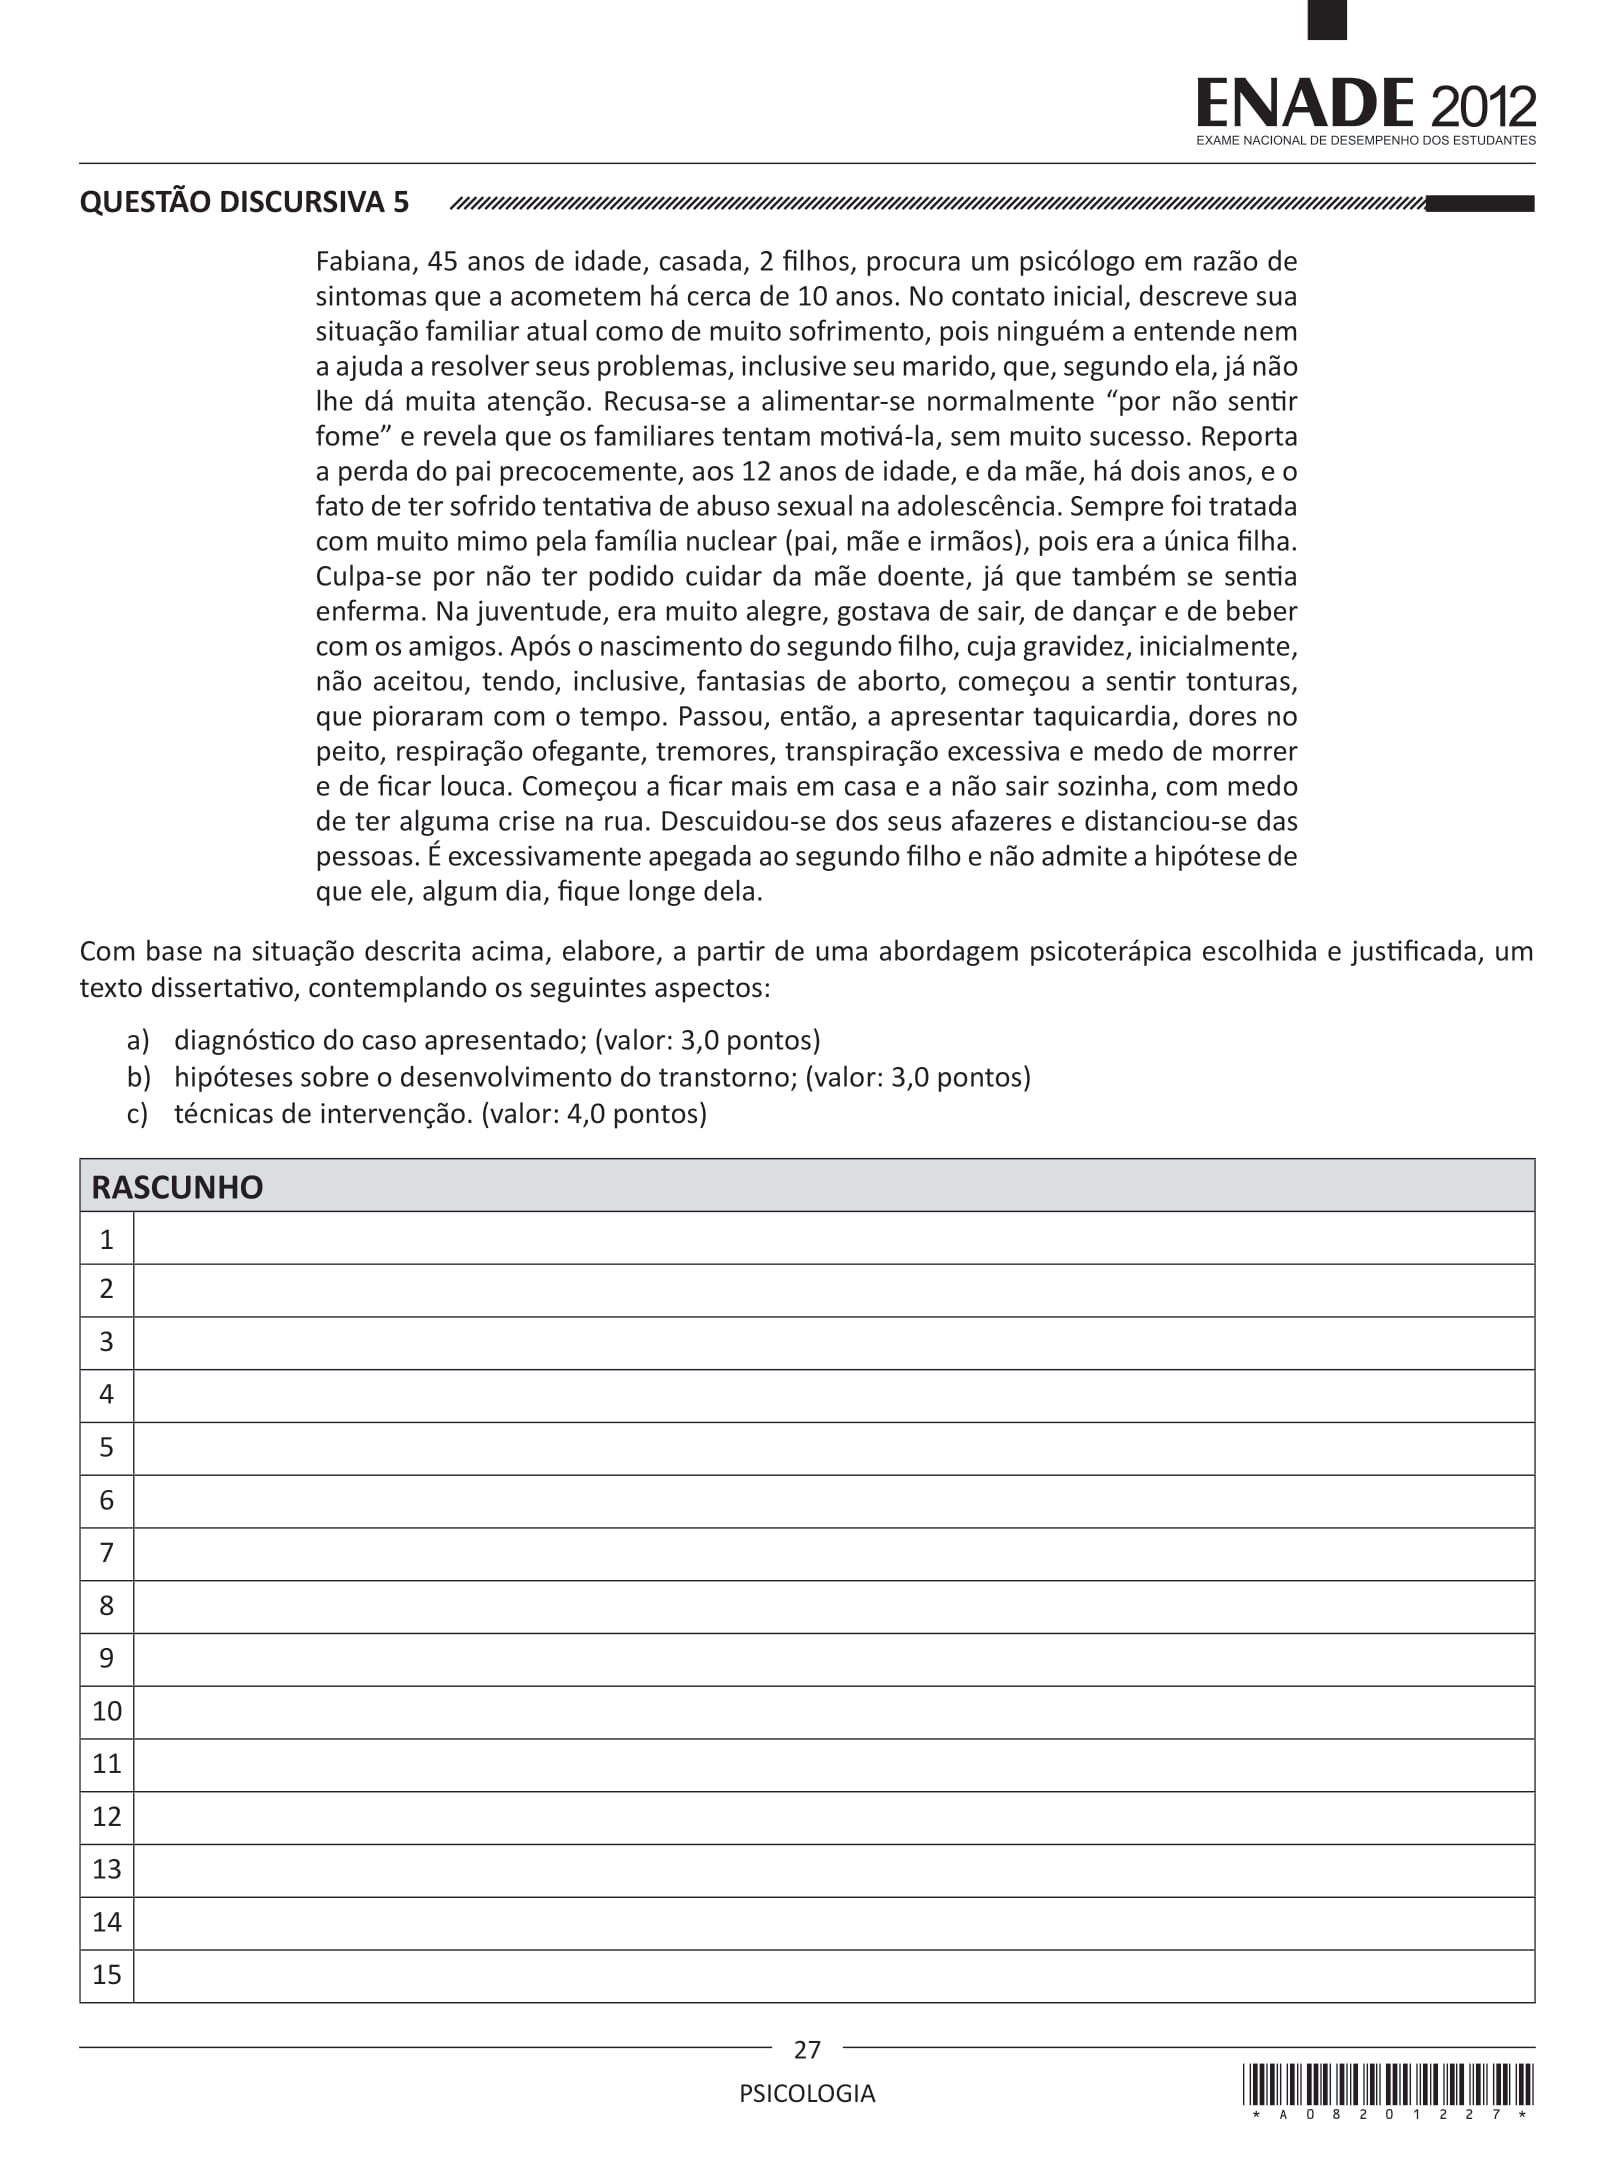 ENADE 2012
EXAME NACIONAL DE DESEMPENHO DOS ESTUDANTES
QUESTÃO DISCURSIVA 5
Fabiana, 45 anos de idade, casada, 2 filhos, procura um psicólogo em razão de
sintomas que a acometem há cerca de 10 anos. No contato inicial, descreve sua
situação familiar atual como de muito sofrimento, pois ninguém a entende nem
a ajuda a resolver seus problemas, inclusive seu marido, que, segundo ela, já não
lhe dá muita atenção. Recusa-se a alimentar-se normalmente “por não sentir
fome” e revela que os familiares tentam motivá-la, sem muito sucesso. Reporta
a perda do pai precocemente, aos 12 anos de idade, e da mãe, há dois anos, e o
fato de ter sofrido tentativa de abuso sexual na adolescência. Sempre foi tratada
com muito mimo pela família nuclear (pai, mãe e irmãos), pois era a única filha.
Culpa-se por não ter podido cuidar da mãe doente, já que também se sentia
enferma. Na juventude, era muito alegre, gostava de sair, de dançar e de beber
com os amigos. Após o nascimento do segundo filho, cuja gravidez, inicialmente,
não aceitou, tendo, inclusive, fantasias de aborto, começou a sentir tonturas,
que pioraram com o tempo. Passou, então, a apresentar taquicardia, dores no
peito, respiração ofegante, tremores, transpiração excessiva e medo de morrer
e de ficar louca. Começou a ficar mais em casa e a não sair sozinha, com medo
de ter alguma crise na rua. Descuidou-se dos seus afazeres e distanciou-se das
pessoas. É excessivamente apegada ao segundo filho e não admite a hipótese de
que ele, algum dia, fique longe dela.
Com base na situação descrita acima, elabore, a partir de uma abordagem psicoterápica escolhida e justificada, um
texto dissertativo, contemplando os seguintes aspectos:
a) diagnóstico do caso apresentado; (valor: 3,0 pontos)
b) hipóteses sobre o desenvolvimento do transtorno; (valor: 3,0 pontos)
c) técnicas de intervenção. (valor: 4,0 pontos)
RASCUNHO
1
2
3
4
5
6
7
8
9
10
11
12
13
14
15
27
PSICOLOGIA
* A 0 8 2 0 1 2 2 7 *